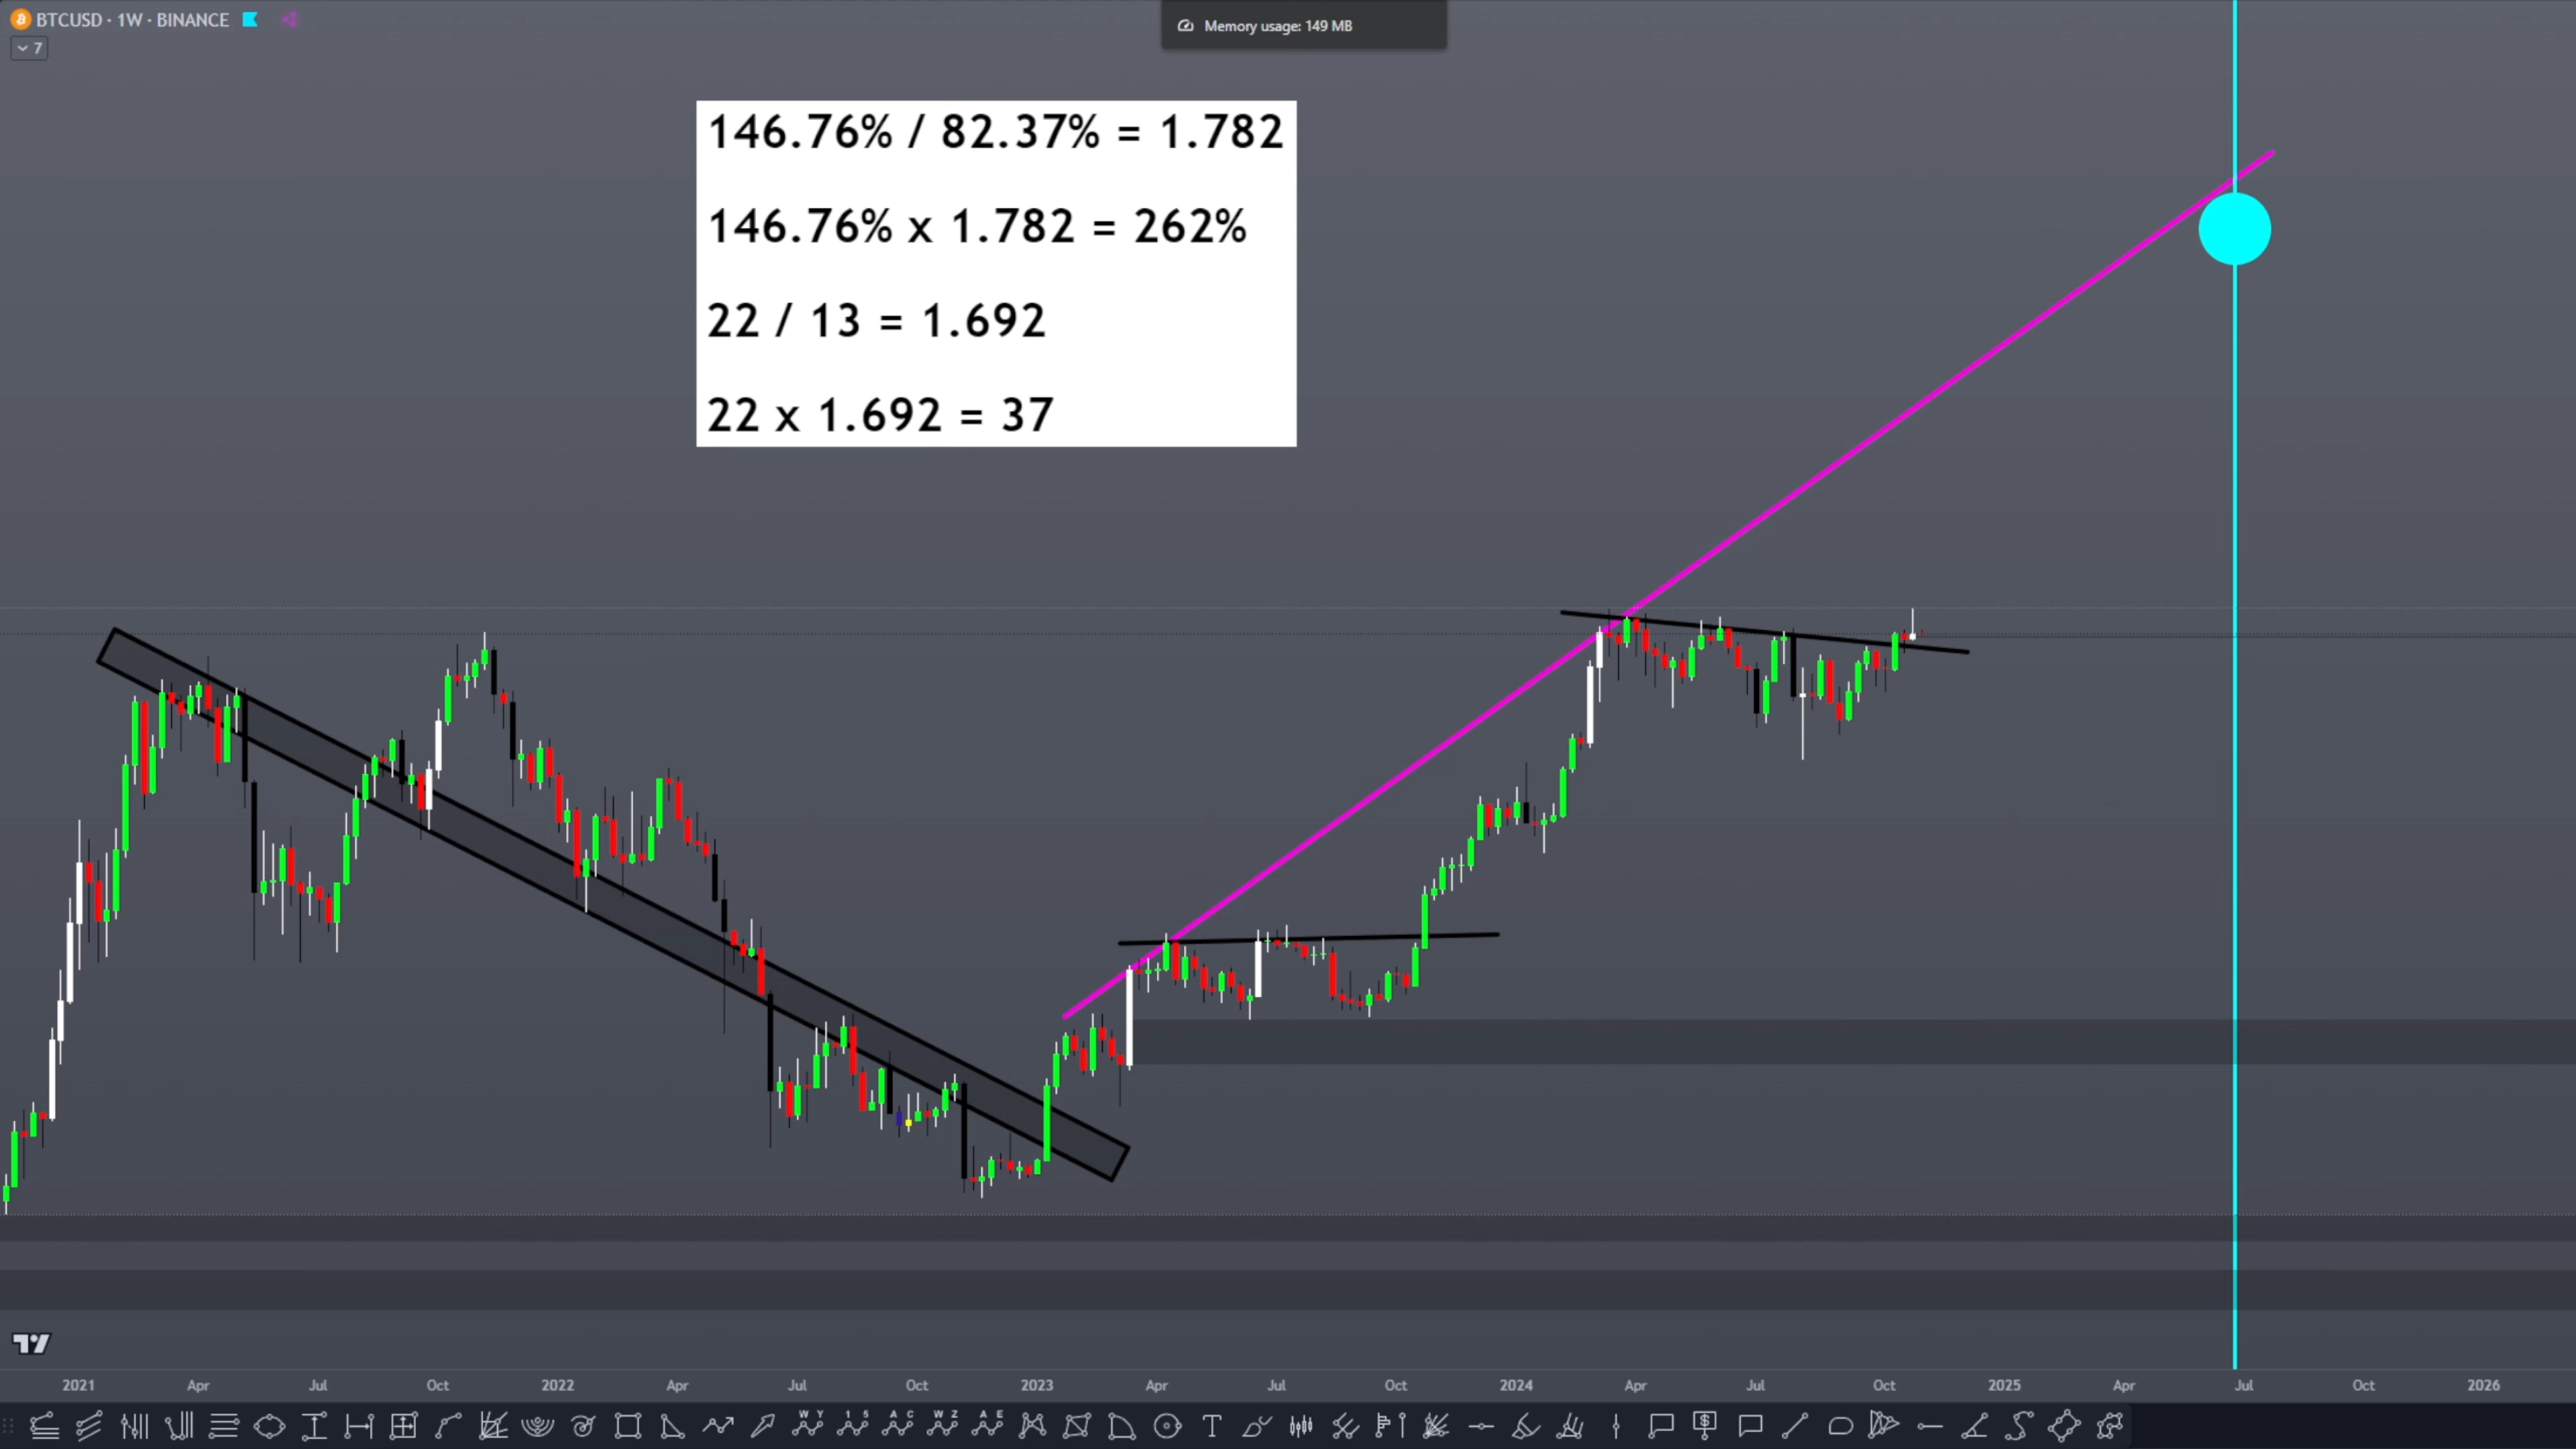 BTCUSD · 1W · BINANCE
7
Memory usage: 149 MB
146.76% / 82.37% = 1.782
146.76% x 1.782 = 262%
22 / 13 = 1.692
22 x 1.692 = 37
2021 Apr Jul Oct 2022 Apr Jul Oct 2023 Apr Jul Oct 2024 Apr Jul Oct 2025 Apr Jul Oct 2026
W Y 1 5 A C W Z A E T $